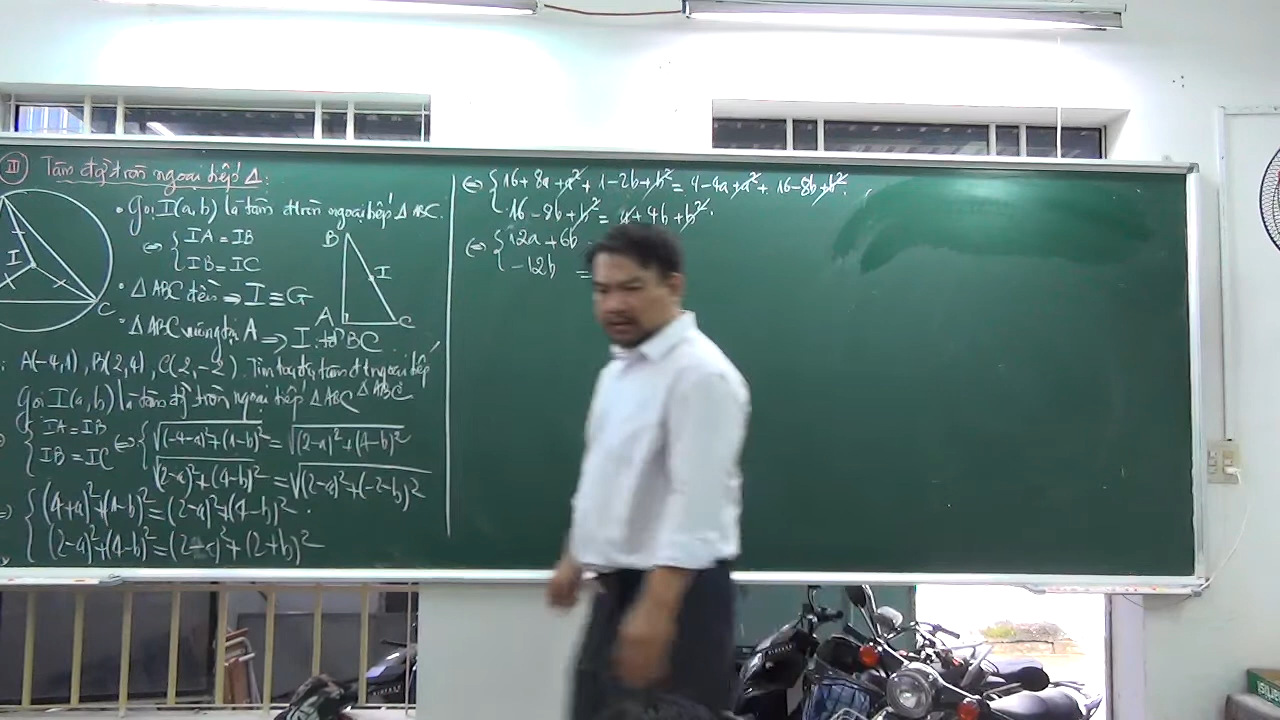 III Tâm đg tròn ngoại tiếp Δ:
• Gọi I(a,b) là tâm đtròn ngoại tiếp Δ ABC.
⇔ { IA = IB
IB = IC
I
C
• Δ ABC đều ⇒ I ≡ G
• Δ ABC vuông tại A ⇒ I tđ BC
B
I
A
C
: A(-4,1), B(2,4), C(2,-2). Tìm toạ độ tâm đt ngoại tiếp
Δ ABC
Gọi I(a,b) là tâm đg tròn ngoại tiếp Δ ABC
{ IA = IB ⇔ { √(-4-a)²+(1-b)² = √(2-a)²+(4-b)²
IB = IC √(2-a)²+(4-b)² = √(2-a)²+(-2-b)²
⇔ { (4+a)²+(1-b)² = (2-a)²+(4-b)²
(2-a)²+(4-b)² = (2-a)²+(2+b)²
⇔ { 16+8a+a²+1-2b+b² = 4-4a+a²+16-8b+b².
16-8b+b² = 4+4b+b².
⇔ { 12a+6b
-12b =